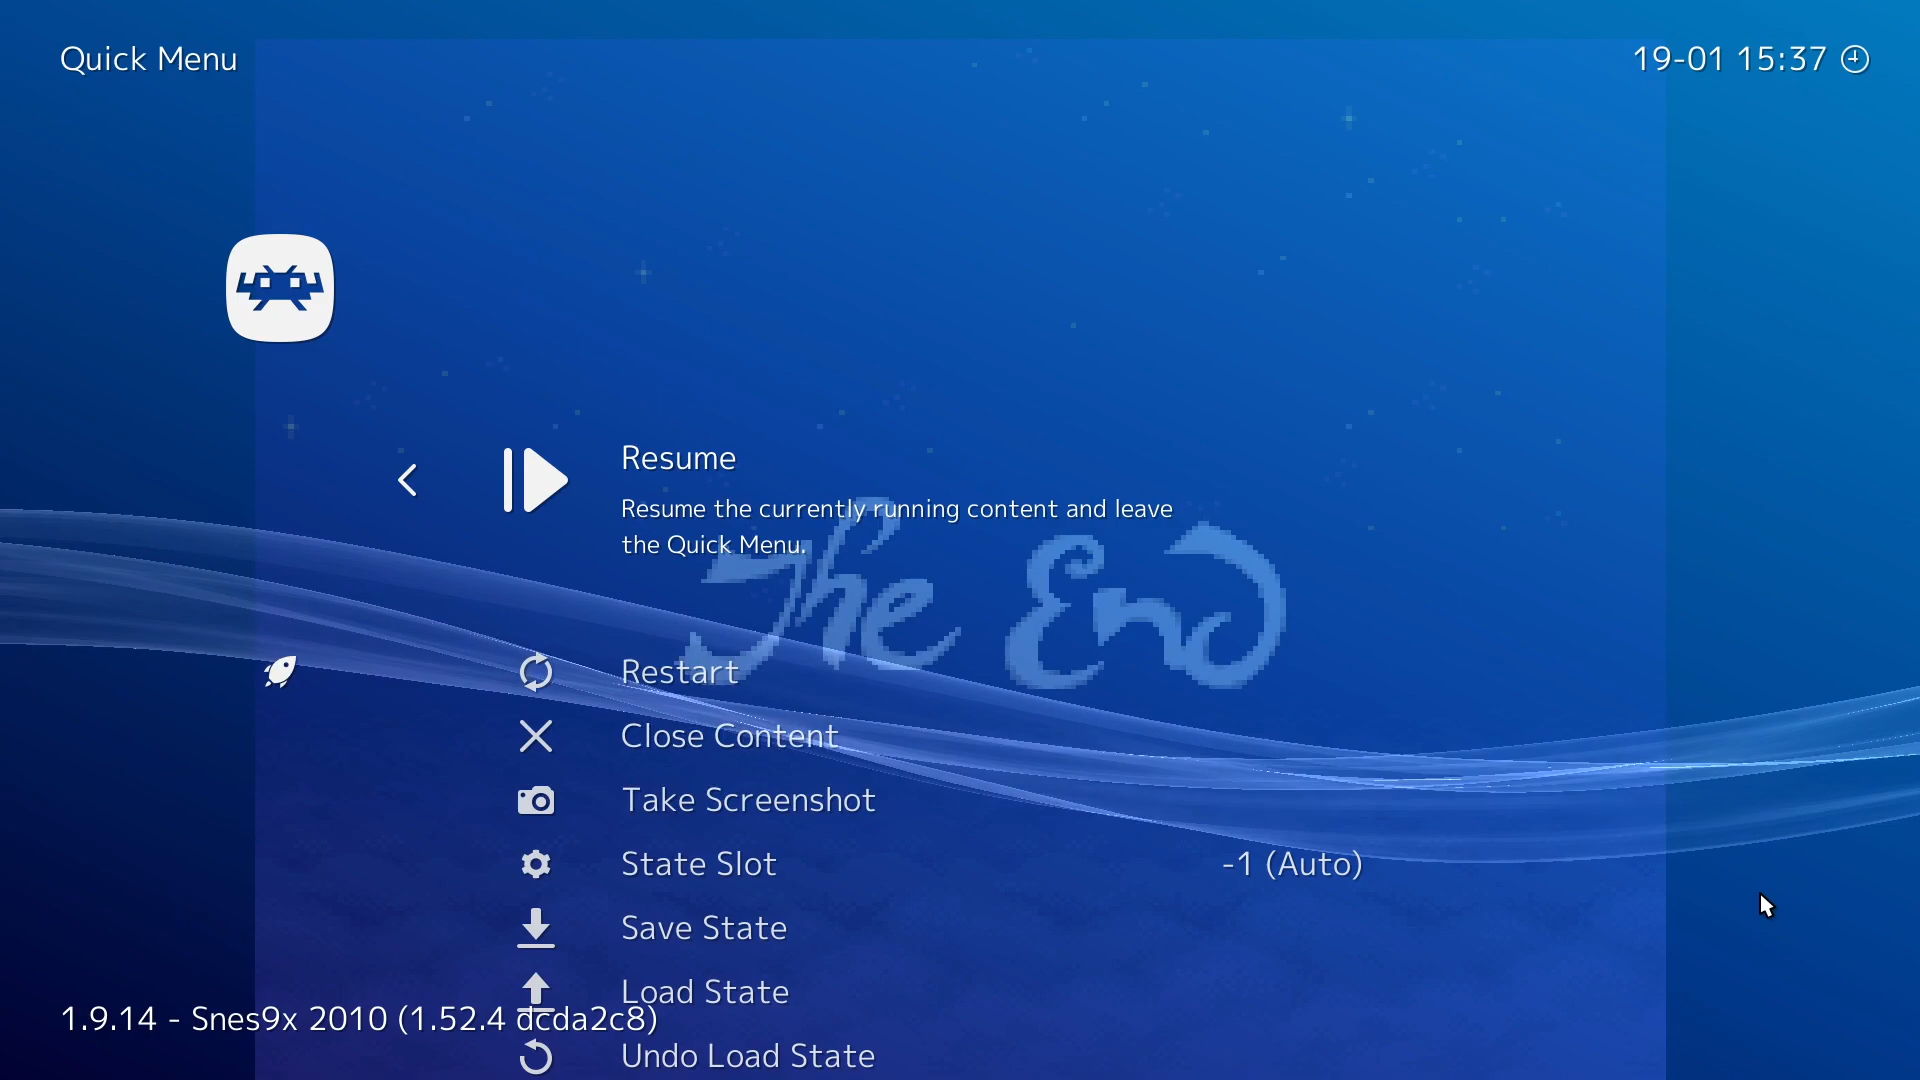 Quick Menu
19-01 15:37
Resume
Resume the currently running content and leave
the Quick Menu.
The End
Restart
Close Content
Take Screenshot
State Slot -1 (Auto)
Save State
Load State
1.9.14 - Snes9x 2010 (1.52.4 dcda2c8)
Undo Load State